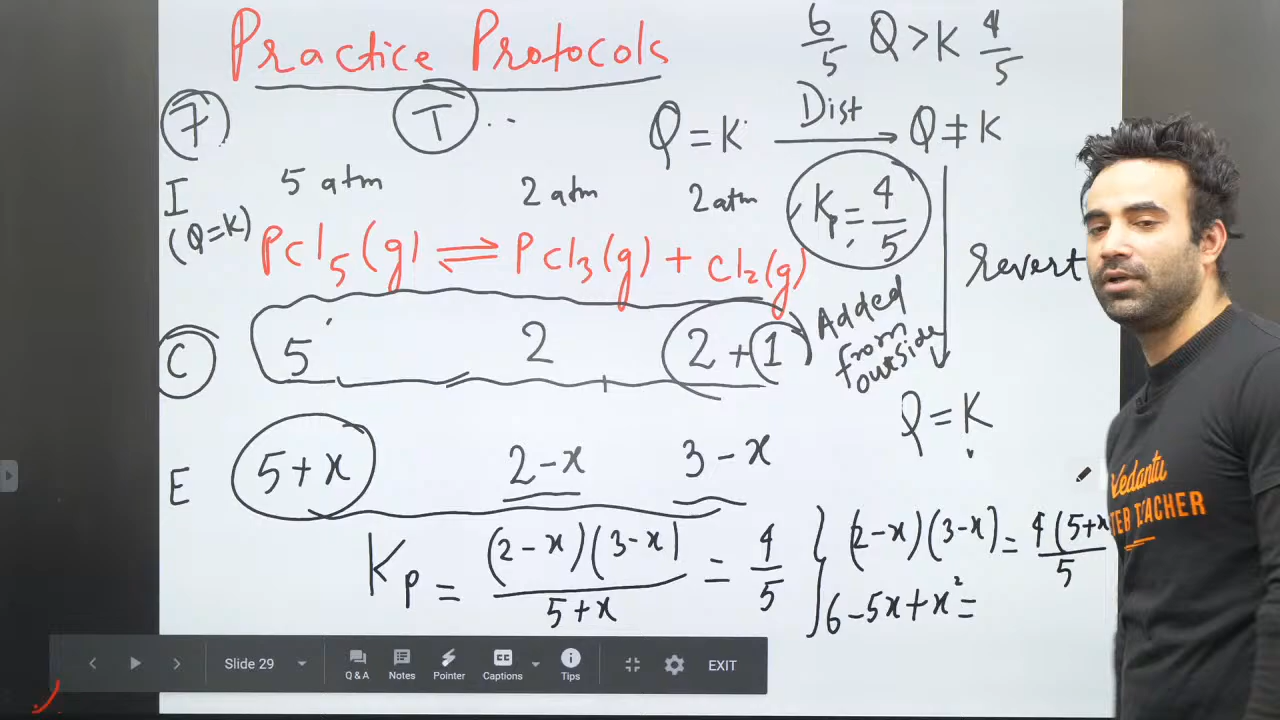 Practice Protocols
6/5 Q > K 4/5
7
T ..
Q = K Dist → Q ≠ K
I 5 atm 2 atm 2 atm
(Q=K)
Kp = 4/5
revert
Pcl5(g) ⇌ Pcl3(g) + cl2(g)
C 5 2 2 + 1
Added from outside
Q = K
E 5+x 2-x 3-x
Kp = (2-x)(3-x)/5+x = 4/5
(2-x)(3-x) = 4(5+x/5
6-5x+x² =
Vedantu
TEACHER
Slide 29
Q & A
Notes
Pointer
Captions
Tips
EXIT